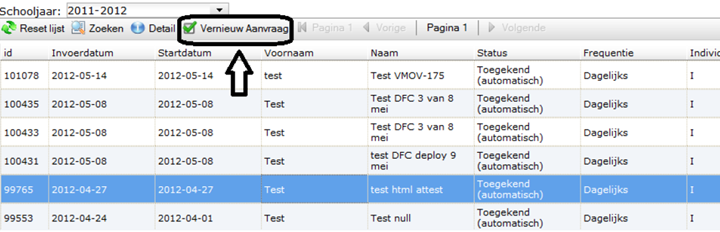 Schooljaar: 2011-2012
Reset lijst Zoeken Detail Vernieuw Aanvraag Pagina 1 Vorige Pagina 1 Volgende
id Invoerdatum Startdatum Voornaam Naam Status Frequentie Individ
101078 2012-05-14 2012-05-14 test Test VMOV-175 Toegekend (automatisch) Dagelijks I
100435 2012-05-08 2012-05-08 Test Test DFC 3 van 8 mei Toegekend (automatisch) Dagelijks I
100433 2012-05-08 2012-05-08 Test Test DFC 3 van 8 mei Toegekend (automatisch) Dagelijks I
100431 2012-05-08 2012-05-08 Test test DFC deploy 9 mei Toegekend (automatisch) Dagelijks I
99765 2012-04-27 2012-04-27 Test test html attest Toegekend (automatisch) Dagelijks I
99553 2012-04-24 2012-04-01 Test Test null Toegekend (automatisch) Dagelijks I